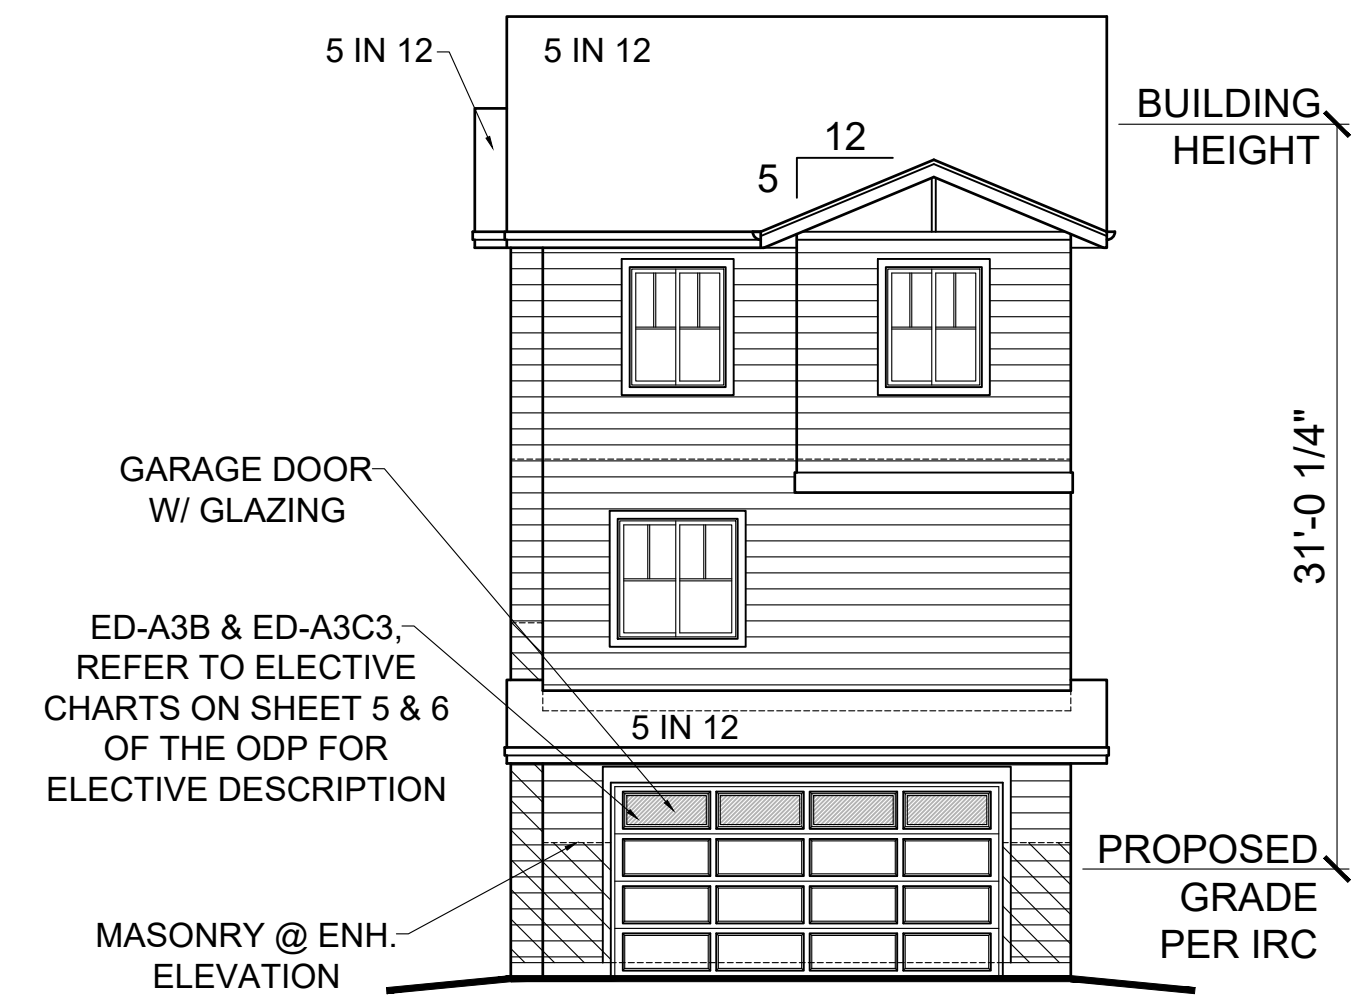 5 IN 12
5 IN 12
BUILDING
HEIGHT
12
5
31'-0 1/4"
GARAGE DOOR
W/ GLAZING
ED-A3B & ED-A3C3,
REFER TO ELECTIVE
CHARTS ON SHEET 5 & 6
OF THE ODP FOR
ELECTIVE DESCRIPTION
5 IN 12
PROPOSED
GRADE
PER IRC
MASONRY @ ENH.
ELEVATION